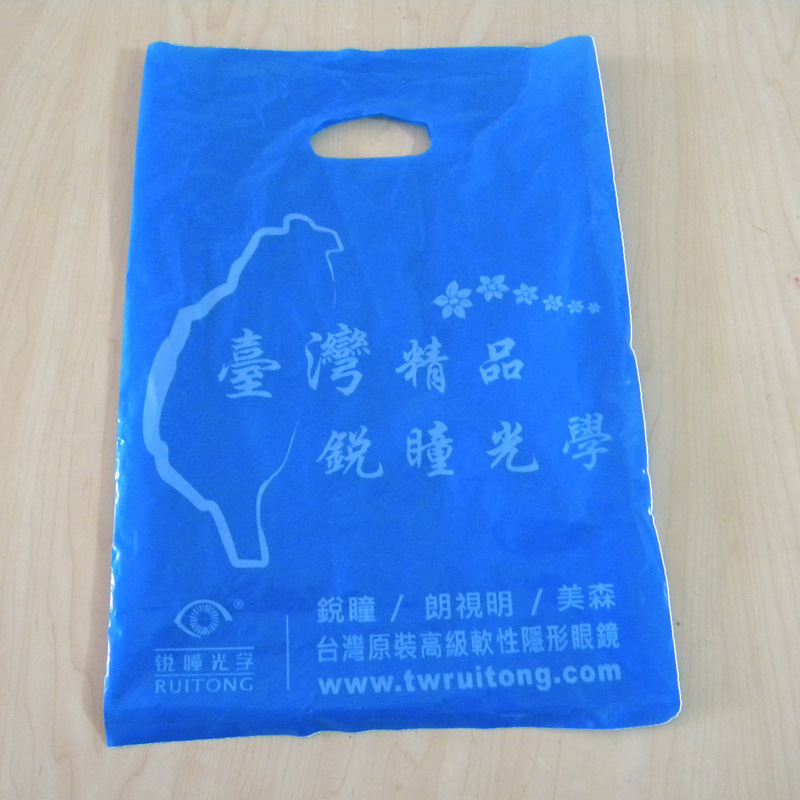 臺灣精品
銳瞳光學
®
锐瞳光学
RUITONG
銳瞳 / 朗視明 / 美森
台灣原裝高級軟性隱形眼鏡
www.twruitong.com